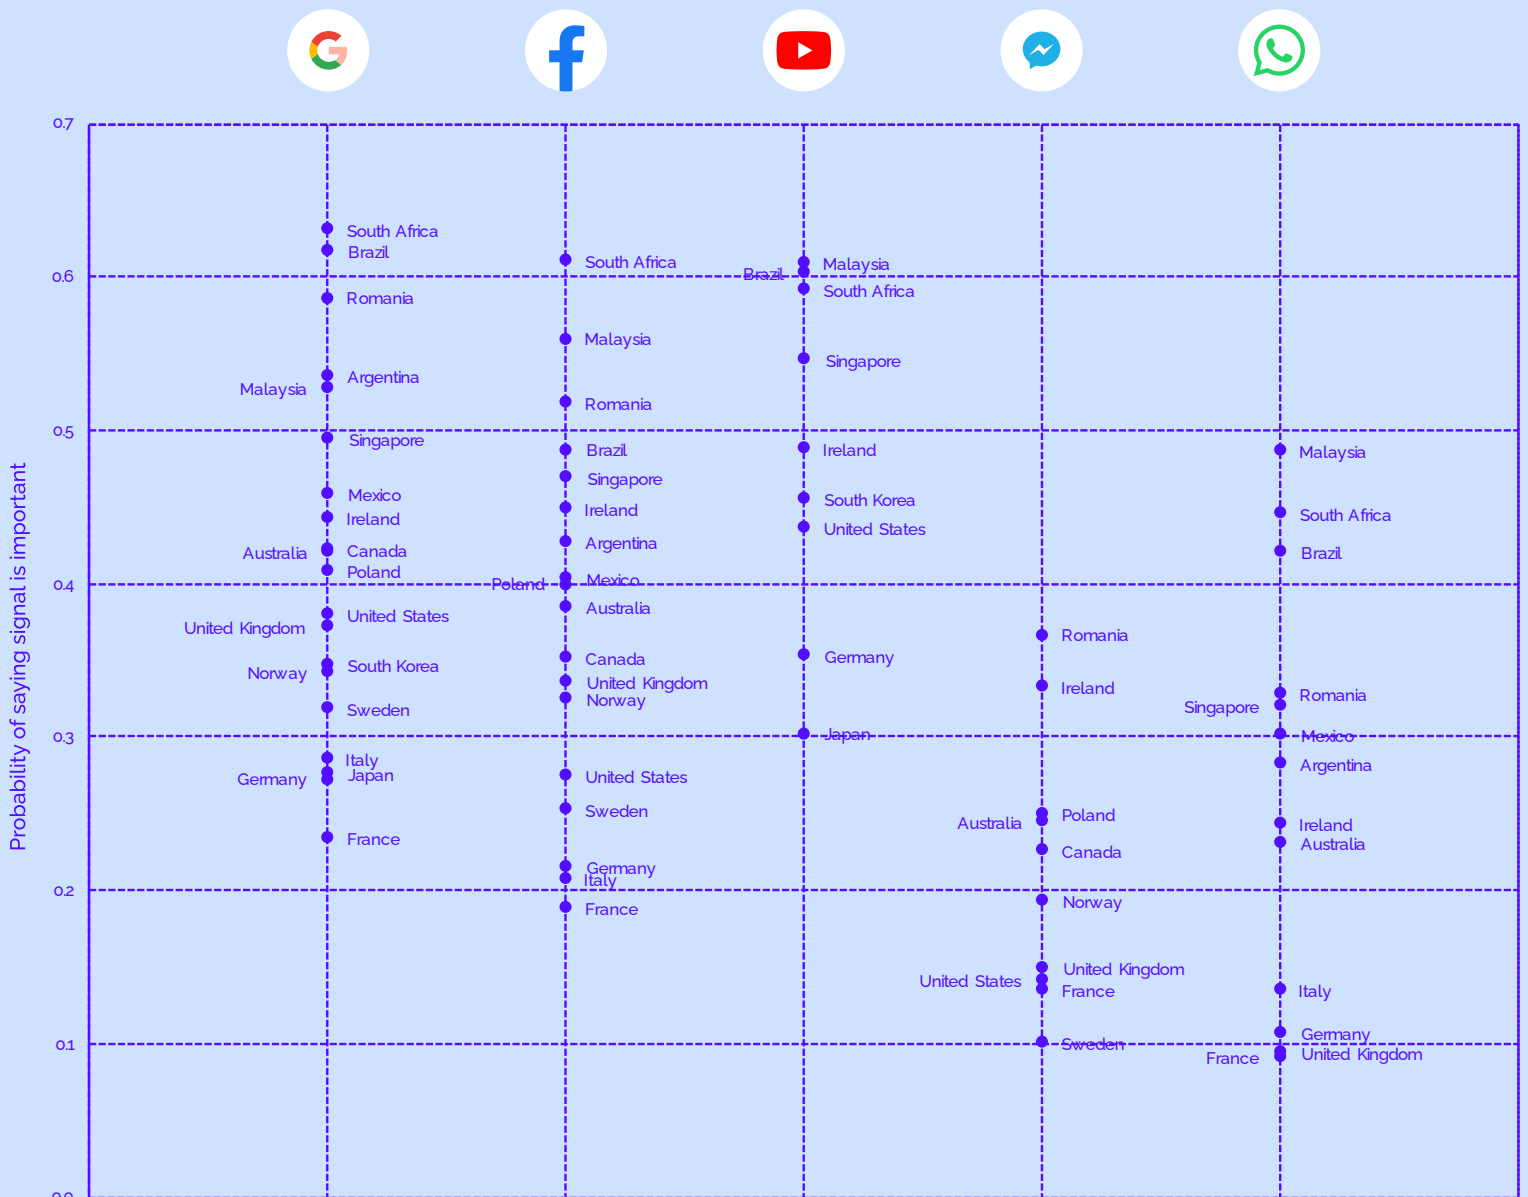 0.7
South Africa
Brazil
South Africa
Malaysia
Brazil
0.6
South Africa
Romania
Malaysia
Singapore
Argentina
Malaysia
Romania
0.5
Singapore
Brazil
Ireland
Malaysia
Singapore
Mexico
South Korea
Ireland
Ireland
South Africa
United States
Argentina
Australia
Canada
Brazil
Poland
Poland
Mexico
0.4
Australia
United States
United Kingdom
Romania
Canada
Germany
South Korea
Norway
United Kingdom
Ireland
Norway
Romania
Singapore
Sweden
0.3
Japan
Mexico
Italy
Argentina
Germany
Japan
United States
Sweden
Poland
Australia
Ireland
France
Australia
Canada
Germany
Italy
0.2
France
Norway
United Kingdom
United States
France
Italy
Germany
0.1
Sweden
France
United Kingdom
0.0
Probability of saying signal is important